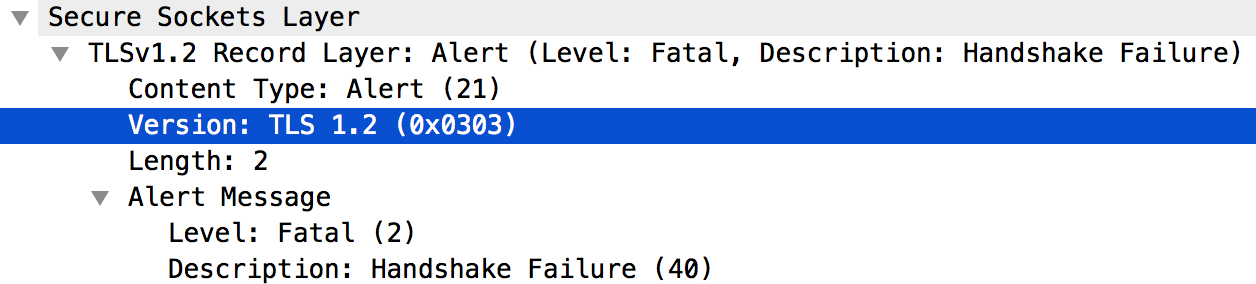 Secure Sockets Layer
TLSv1.2 Record Layer: Alert (Level: Fatal, Description: Handshake Failure)
Content Type: Alert (21)
Version: TLS 1.2 (0x0303)
Length: 2
Alert Message
Level: Fatal (2)
Description: Handshake Failure (40)